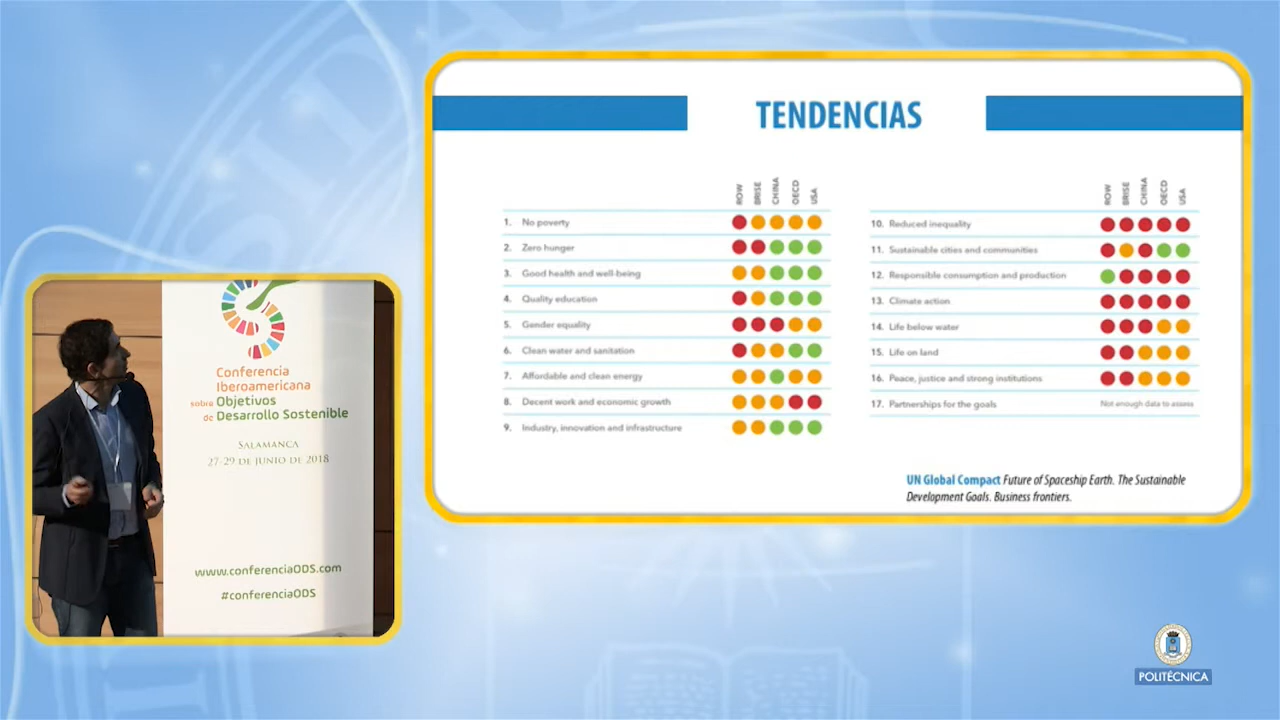 TENDENCIAS
ROW BRISE CHINA OECD USA
1. No poverty
2. Zero hunger
3. Good health and well-being
4. Quality education
5. Gender equality
6. Clean water and sanitation
7. Affordable and clean energy
8. Decent work and economic growth
9. Industry, innovation and infrastructure
ROW BRISE CHINA OECD USA
10. Reduced inequality
11. Sustainable cities and communities
12. Responsible consumption and production
13. Climate action
14. Life below water
15. Life on land
16. Peace, justice and strong institutions
17. Partnerships for the goals Not enough data to assess
UN Global Compact Future of Spaceship Earth. The Sustainable
Development Goals. Business frontiers.
Conferencia
Iberoamericana
sobre Objetivos
de Desarrollo Sostenible
SALAMANCA
27-29 DE JUNIO DE 2018
www.conferenciaODS.com
#conferenciaODS
POLITÉCNICA